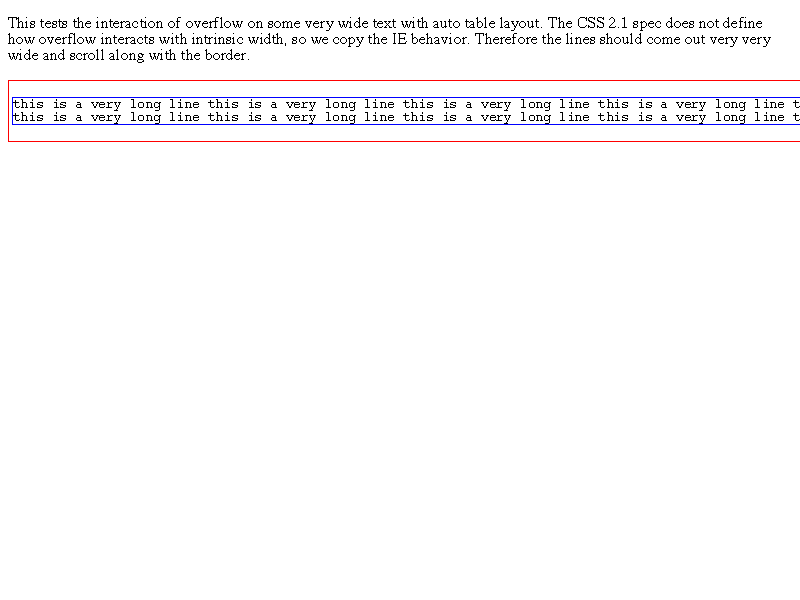 This tests the interaction of overflow on some very wide text with auto table layout. The CSS 2.1 spec does not define
how overflow interacts with intrinsic width, so we copy the IE behavior. Therefore the lines should come out very very
wide and scroll along with the border.
this is a very long line this is a very long line this is a very long line this is a very long line t
this is a very long line this is a very long line this is a very long line this is a very long line t